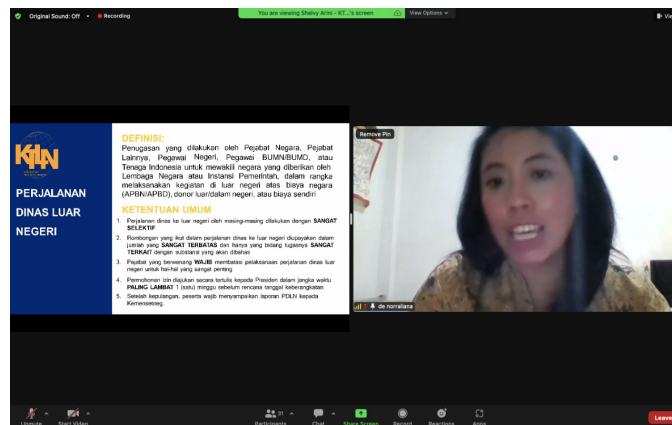 Original Sound: Off
Recording
You are viewing Shelvy Arini - KT...'s screen
View Options
Remove Pin
KTLN
PERJALANAN
DINAS LUAR
NEGERI
DEFINISI:
Penugasan yang dilakukan oleh Pejabat Negara, Pejabat
Lainnya, Pegawai Negeri, Pegawai BUMN/BUMD, atau
Tenaga Indonesia untuk mewakili negara yang diberikan oleh
Lembaga Negara atau Instansi Pemerintah, dalam rangka
melaksanakan kegiatan di luar negeri atas biaya negara
(APBN/APBD), donor luar/dalam negeri, atau biaya sendiri
KETENTUAN UMUM
1. Perjalanan dinas ke luar negeri oleh masing-masing dilakukan dengan SANGAT
SELEKTIF
2. Rombongan yang ikut dalam perjalanan dinas ke luar negeri diupayakan dalam
jumlah yang SANGAT TERBATAS dan hanya yang bidang tugasnya SANGAT
TERKAIT dengan substansi yang akan dibahas
3. Pejabat yang berwenang WAJIB membatasi pelaksanaan perjalanan dinas luar
negeri untuk hal-hal yang sangat penting
4. Permohonan izin diajukan secara tertulis kepada Presiden dalam jangka waktu
PALING LAMBAT 1 (satu) minggu sebelum rencana tanggal keberangkatan
5. Setelah kepulangan, peserta wajib menyampaikan laporan PDLN kepada
Kemensetneg.
de norraliana
Unmute
Start Video
31
Participants
Chat
Share Screen
Record
Reactions
Apps
Leave